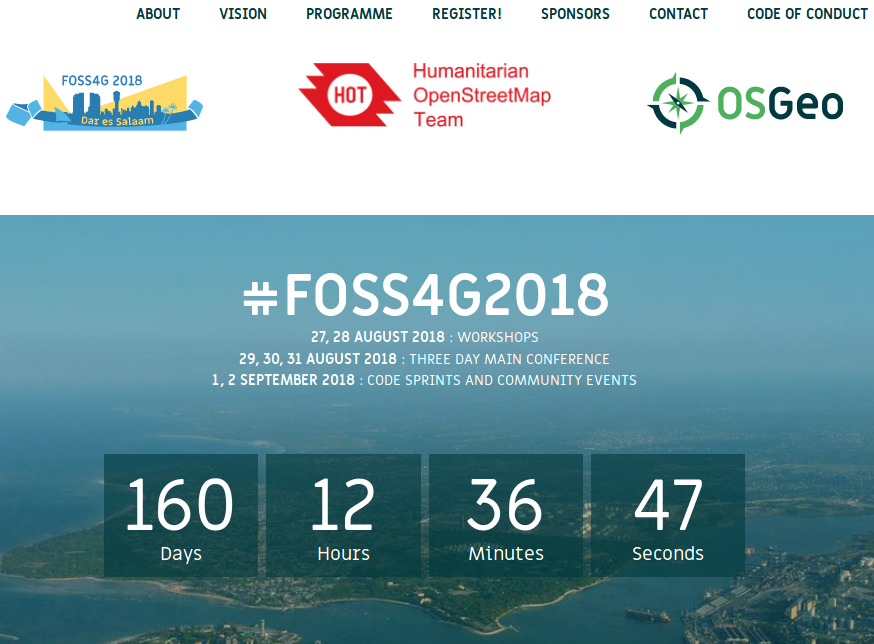 ABOUT VISION PROGRAMME REGISTER! SPONSORS CONTACT CODE OF CONDUCT
FOSS4G 2018
Dar es Salaam
HOT
Humanitarian
OpenStreetMap
Team
OSGeo
#FOSS4G2018
27, 28 AUGUST 2018 : WORKSHOPS
29, 30, 31 AUGUST 2018 : THREE DAY MAIN CONFERENCE
1, 2 SEPTEMBER 2018 : CODE SPRINTS AND COMMUNITY EVENTS
160 12 36 47
Days Hours Minutes Seconds